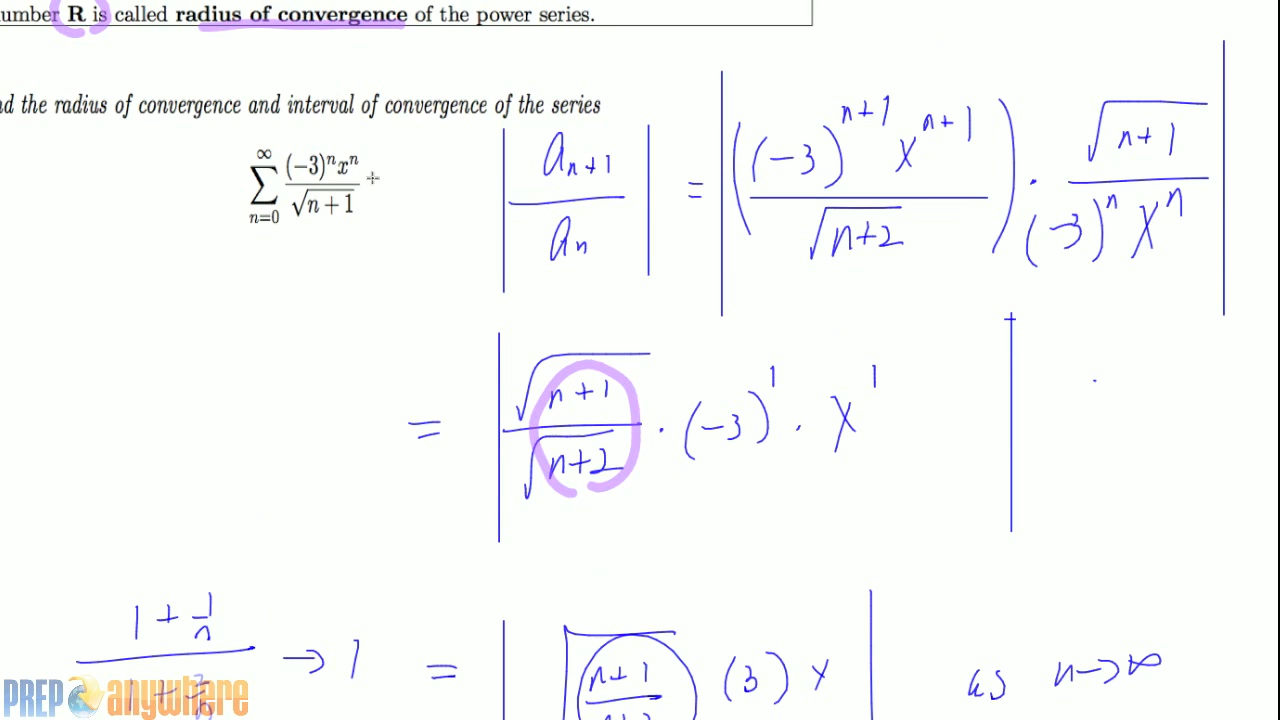 umber R is called radius of convergence of the power series.
d the radius of convergence and interval of convergence of the series
∑_{n=0}^{∞} (-3)^n x^n / √(n+1)
| a_{n+1} / a_n | = | ( (-3)^{n+1} x^{n+1} / √(n+2) ) · √(n+1) / ((-3)^n x^n) |
= | √(n+1) / √(n+2) · (-3)^1 · x^1 |
1 + 1/n → 1 = | √(n+1 (3) x | as n→∞
PREP anywhere